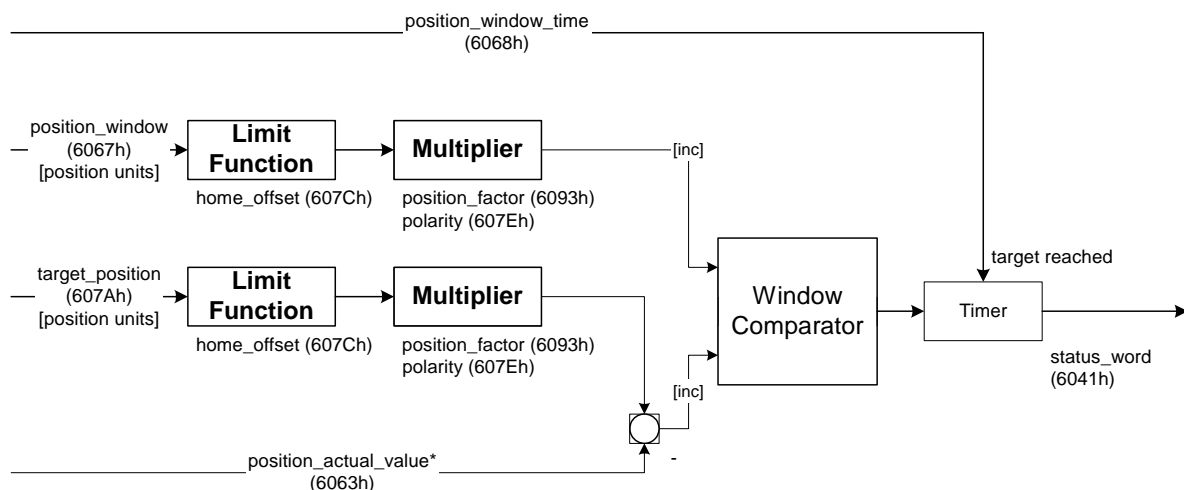 position_window_time
(6068h)
position_window
(6067h)
[position units]
Limit
Function
home_offset (607Ch)
Multiplier
position_factor (6093h)
polarity (607Eh)
[inc]
target_position
(607Ah)
[position units]
Limit
Function
home_offset (607Ch)
Multiplier
position_factor (6093h)
polarity (607Eh)
[inc]
Window
Comparator
target reached
Timer
status_word
(6041h)
position_actual_value*
(6063h)
-